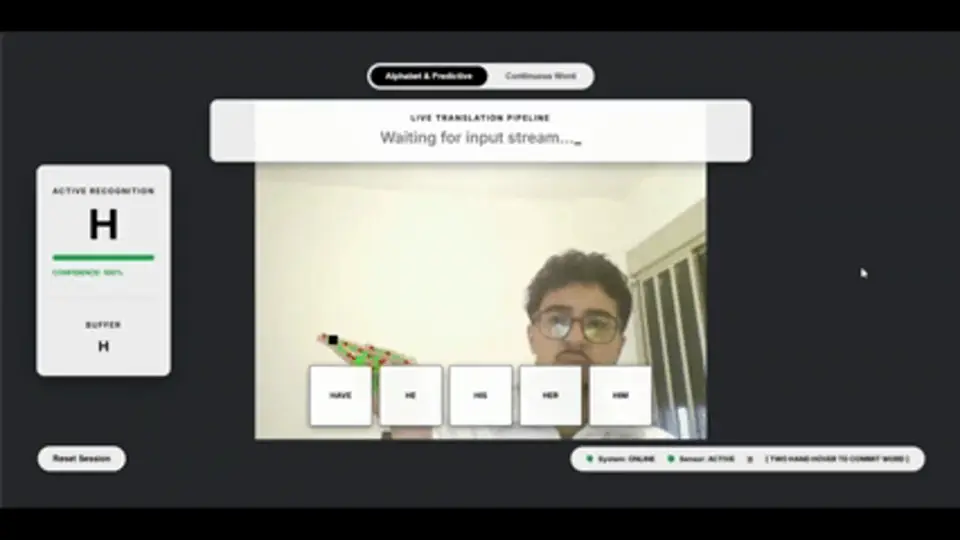 Alphabet & Predictive
Continuous Word
LIVE TRANSLATION PIPELINE
Waiting for input stream..._
ACTIVE RECOGNITION
H
CONFIDENCE: 100%
BUFFER
H
HAVE
HE
HIS
HER
HIM
Reset Session
System: ONLINE
Sensor: ACTIVE
[ TWO HAND HOVER TO COMMIT WORD ]